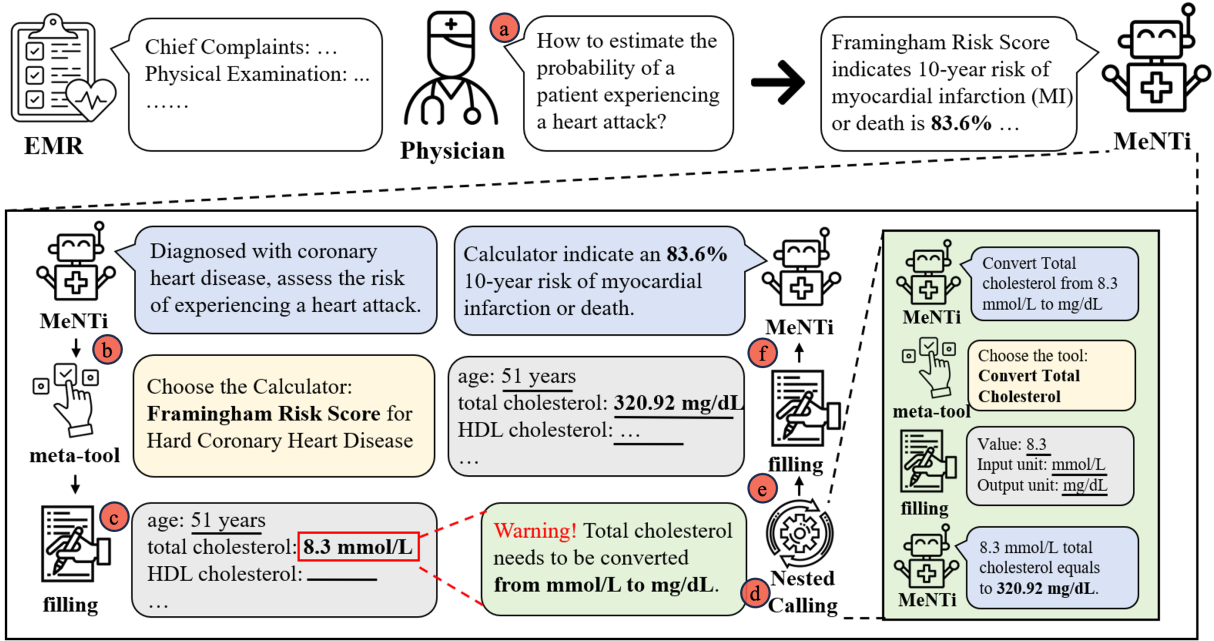 Chief Complaints: …
Physical Examination: ...
……
EMR
a
Physician
How to estimate the
probability of a
patient experiencing
a heart attack?
Framingham Risk Score
indicates 10-year risk of
myocardial infarction (MI)
or death is 83.6% …
MeNTi
MeNTi
Diagnosed with coronary
heart disease, assess the risk
of experiencing a heart attack.
b
meta-tool
Choose the Calculator:
Framingham Risk Score for
Hard Coronary Heart Disease
c
filling
age: 51 years
total cholesterol: 8.3 mmol/L
HDL cholesterol:
…
Warning! Total cholesterol
needs to be converted
from mmol/L to mg/dL.
d
Nested
Calling
e
age: 51 years
total cholesterol: 320.92 mg/dL
HDL cholesterol: …
…
filling
f
Calculator indicate an 83.6%
10-year risk of myocardial
infarction or death.
MeNTi
Convert Total
cholesterol from 8.3
mmol/L to mg/dL
MeNTi
Choose the tool:
Convert Total
Cholesterol
meta-tool
Value: 8.3
Input unit: mmol/L
Output unit: mg/dL
filling
8.3 mmol/L total
cholesterol equals
to 320.92 mg/dL.
MeNTi